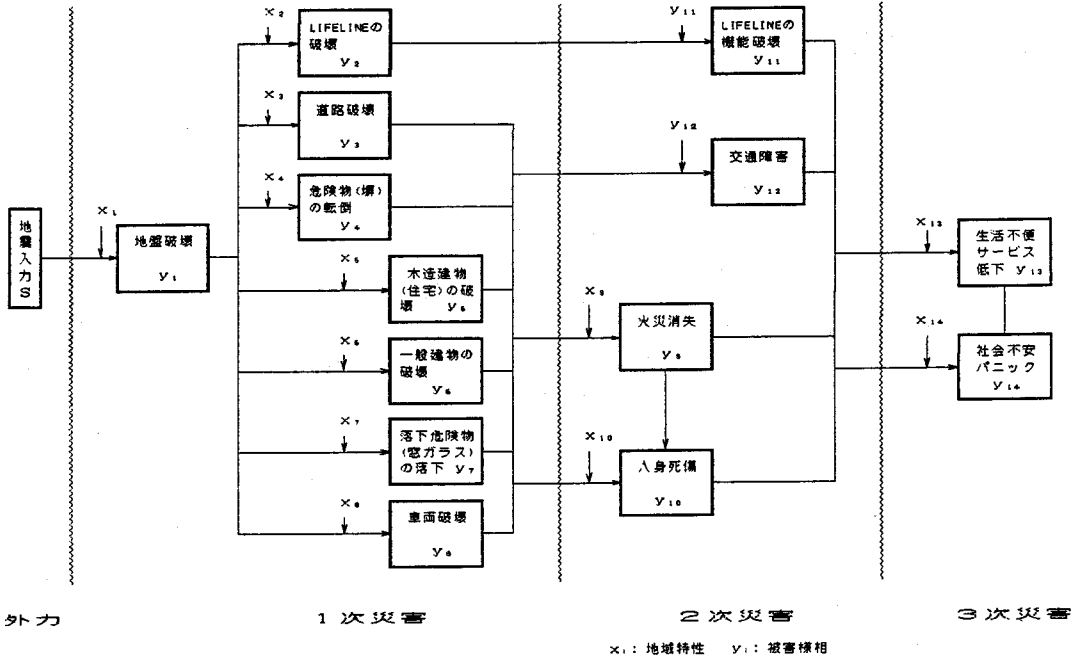 地震入力S
x₁
地盤破壊
y₁
x₂
LIFELINEの
破壊
y₂
x₃
道路破壊
y₃
x₄
危険物(塀)
の転倒
y₄
x₅
木造建物
(住宅)の破
壊 y₅
x₆
一般建物の
破壊
y₆
x₇
落下危険物
(窓ガラス)
の落下 y₇
x₈
車両破壊
y₈
y₁₁
LIFELINEの
機能破壊
y₁₁
y₁₂
交通障害
y₁₂
x₉
火災消失
y₉
x₁₀
人身死傷
y₁₀
x₁₃
生活不便
サービス
低下 y₁₃
x₁₄
社会不安
パニック
y₁₄
外力
1次災害
2次災害
3次災害
xᵢ: 地域特性 yᵢ: 被害様相